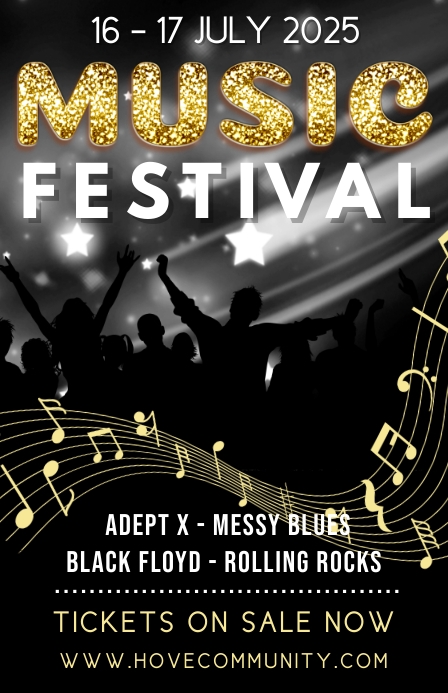 16 – 17 JULY 2025
MUSIC
FESTIVAL
ADEPT X - MESSY BLUES
BLACK FLOYD - ROLLING ROCKS
TICKETS ON SALE NOW
WWW.HOVECOMMUNITY.COM